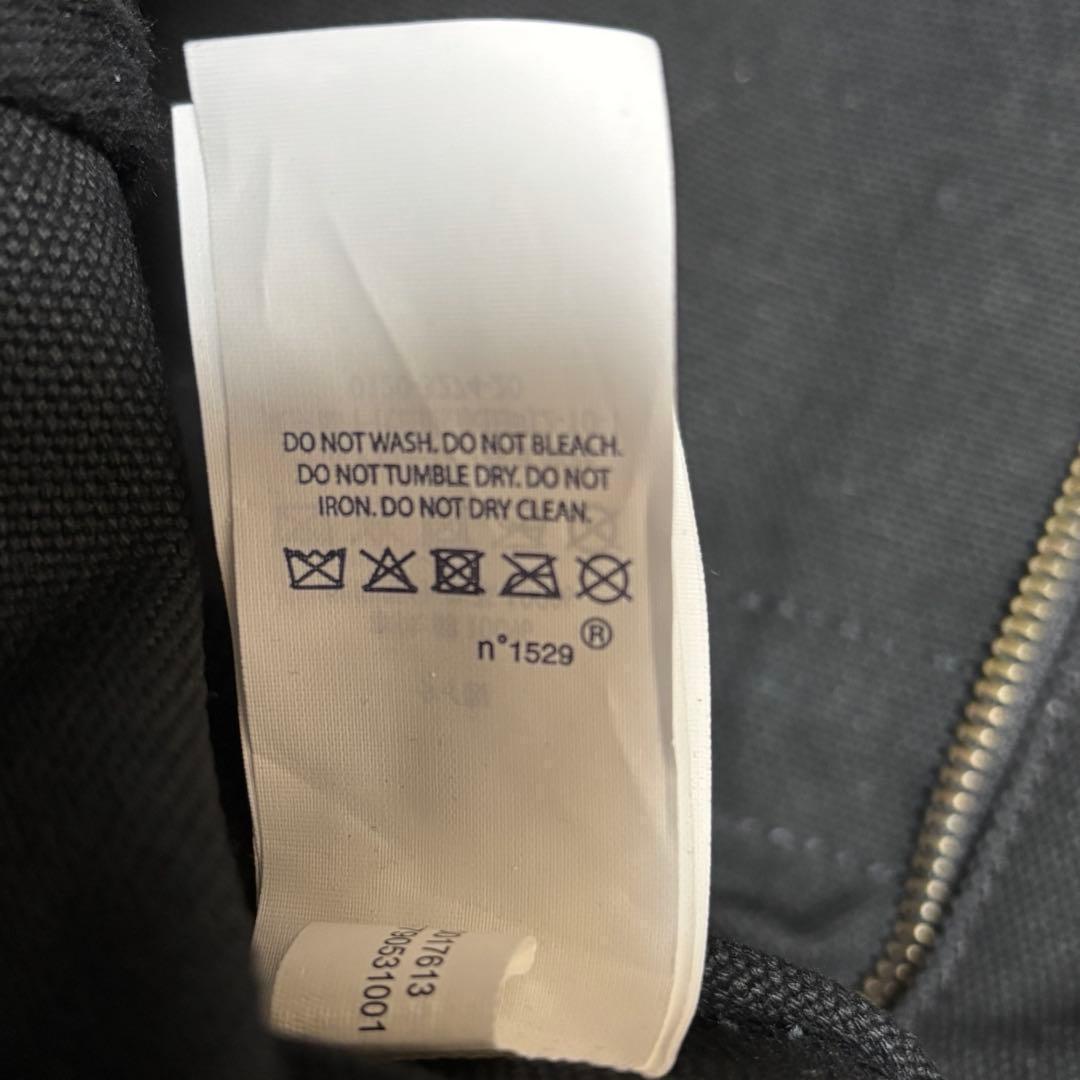 DO NOT WASH. DO NOT BLEACH.
DO NOT TUMBLE DRY. DO NOT
IRON. DO NOT DRY CLEAN.
n°1529 ®
017613
790531001